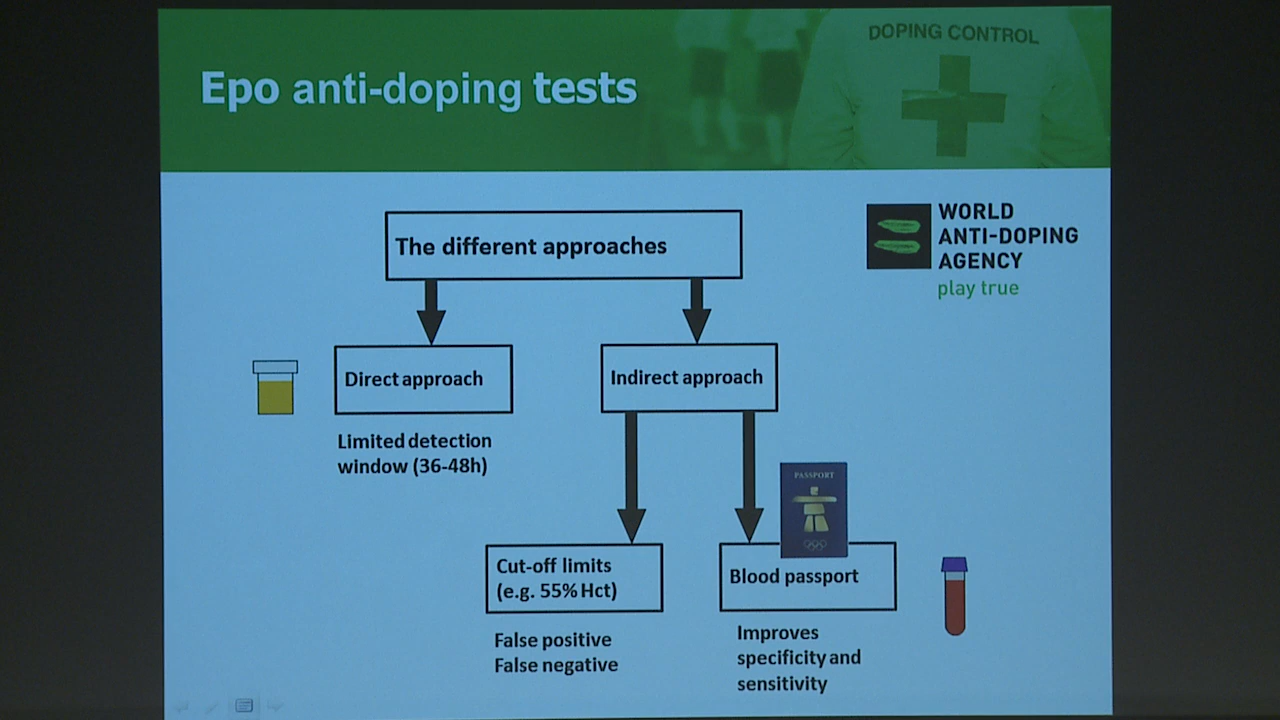 DOPING CONTROL
Epo anti-doping tests
WORLD
ANTI-DOPING
AGENCY
play true
The different approaches
Direct approach
Indirect approach
Limited detection
window (36-48h)
PASSPORT
Cut-off limits
(e.g. 55% Hct)
Blood passport
False positive
False negative
Improves
specificity and
sensitivity